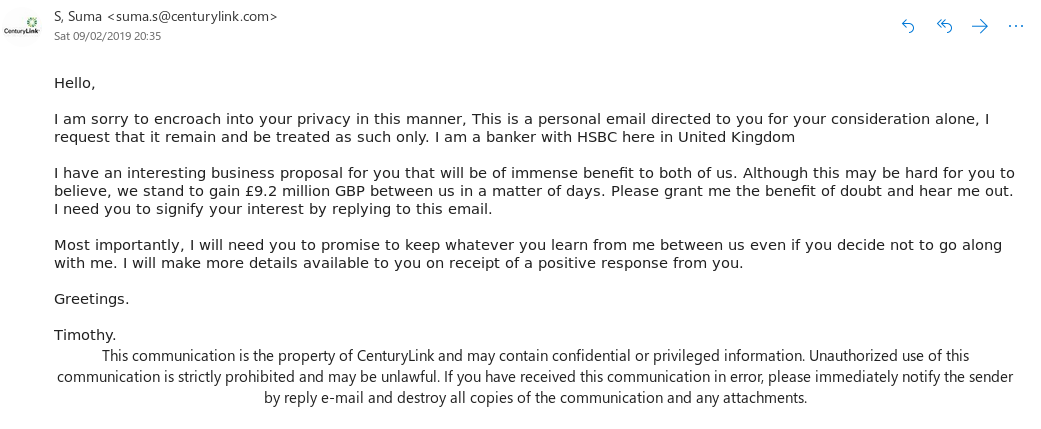 CenturyLink
S, Suma <suma.s@centurylink.com>
Sat 09/02/2019 20:35
Hello,
I am sorry to encroach into your privacy in this manner, This is a personal email directed to you for your consideration alone, I
request that it remain and be treated as such only. I am a banker with HSBC here in United Kingdom
I have an interesting business proposal for you that will be of immense benefit to both of us. Although this may be hard for you to
believe, we stand to gain £9.2 million GBP between us in a matter of days. Please grant me the benefit of doubt and hear me out.
I need you to signify your interest by replying to this email.
Most importantly, I will need you to promise to keep whatever you learn from me between us even if you decide not to go along
with me. I will make more details available to you on receipt of a positive response from you.
Greetings.
Timothy.
This communication is the property of CenturyLink and may contain confidential or privileged information. Unauthorized use of this
communication is strictly prohibited and may be unlawful. If you have received this communication in error, please immediately notify the sender
by reply e-mail and destroy all copies of the communication and any attachments.